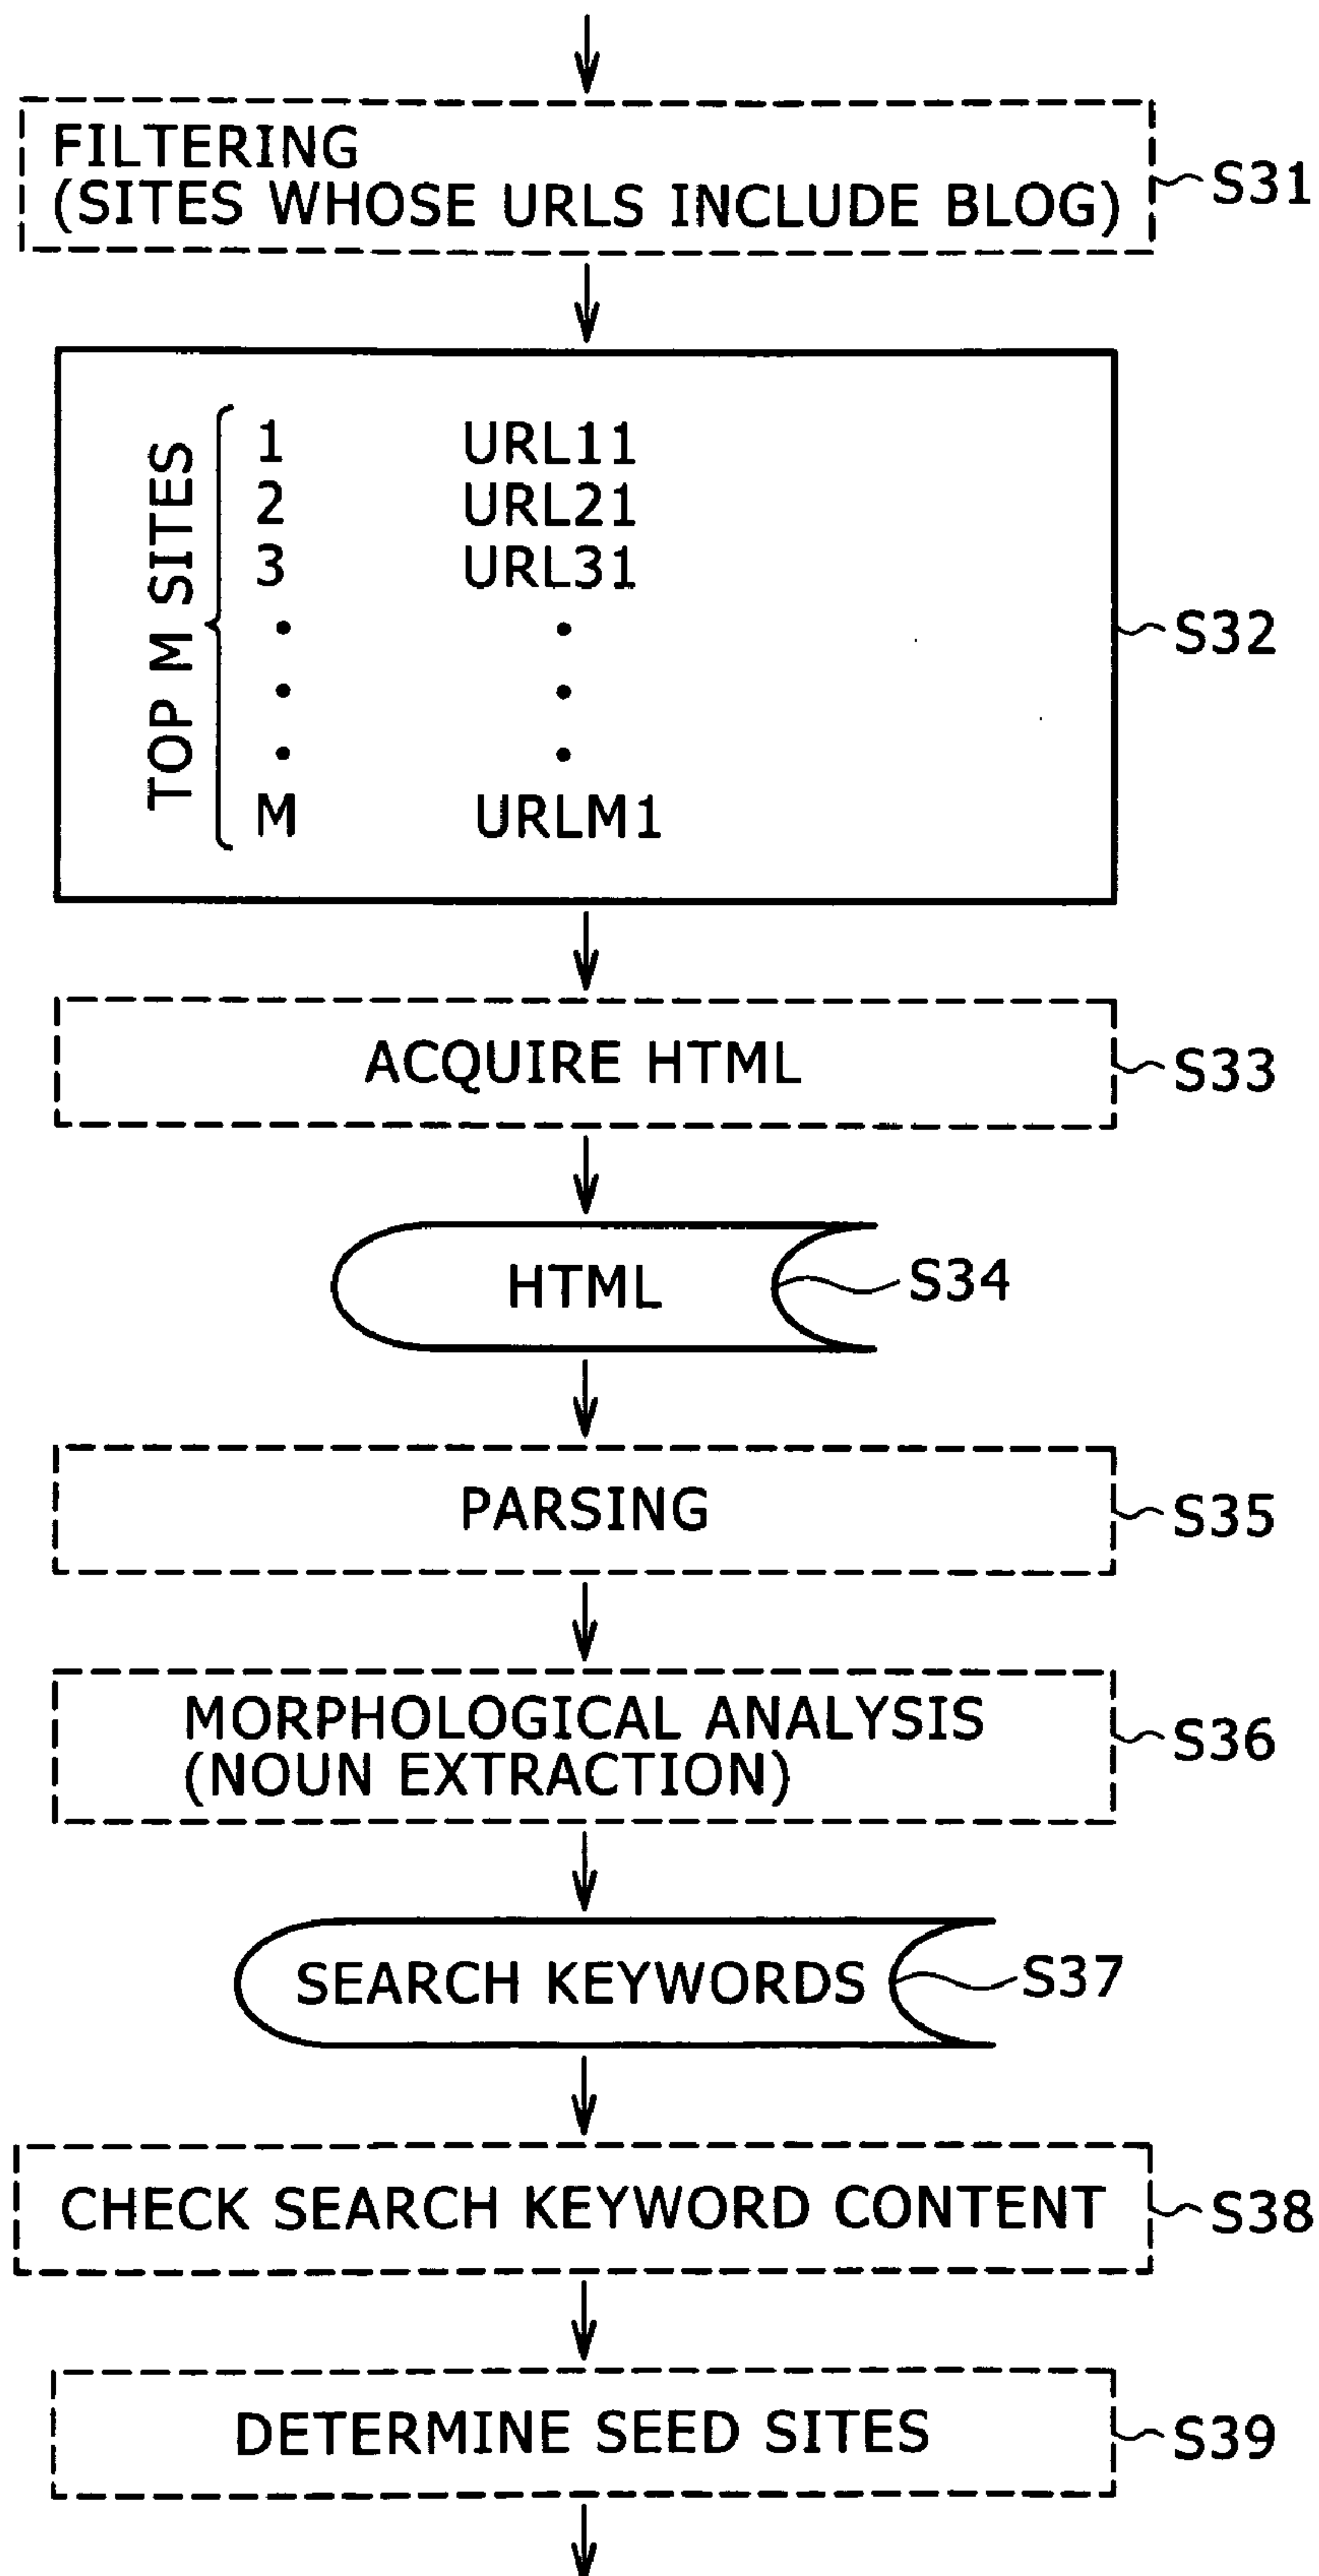 FILTERING
(SITES WHOSE URLS INCLUDE BLOG)
S31
TOP M SITES
1 URL11
2 URL21
3 URL31
M URLM1
S32
ACQUIRE HTML
S33
HTML
S34
PARSING
S35
MORPHOLOGICAL ANALYSIS
(NOUN EXTRACTION)
S36
SEARCH KEYWORDS
S37
CHECK SEARCH KEYWORD CONTENT
S38
DETERMINE SEED SITES
S39